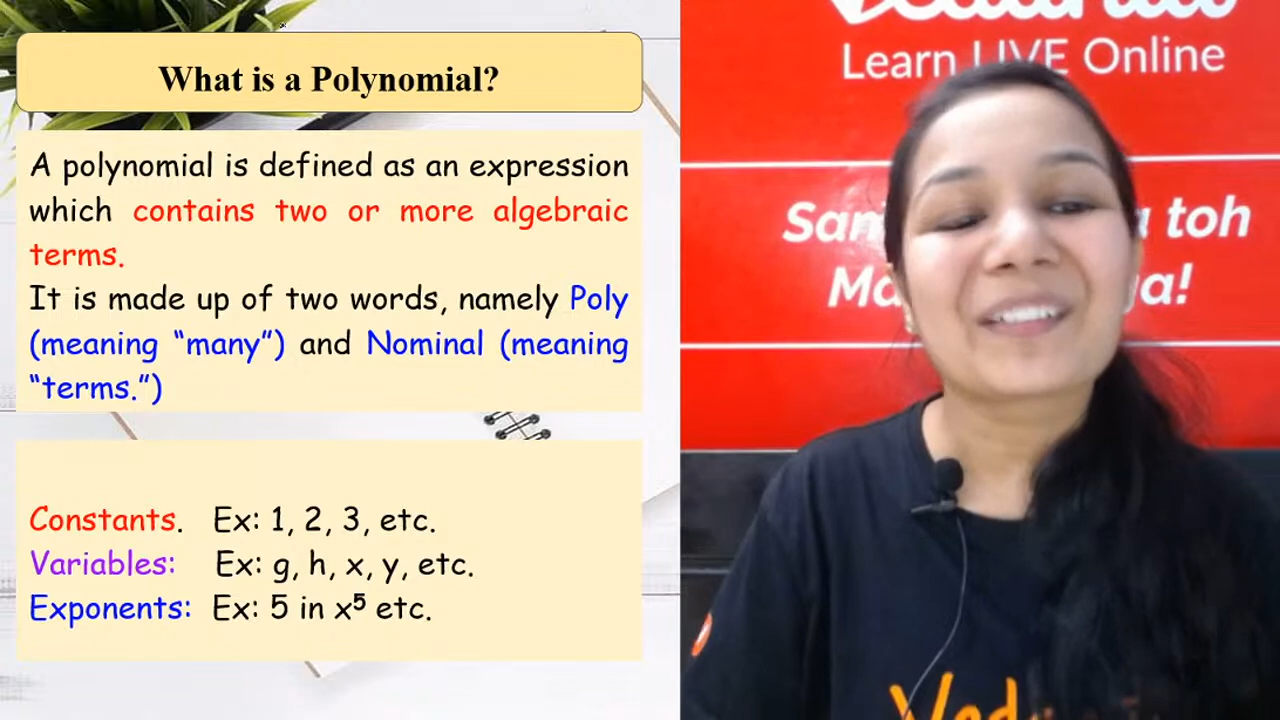 What is a Polynomial?
A polynomial is defined as an expression
which contains two or more algebraic
terms.
It is made up of two words, namely Poly
(meaning “many”) and Nominal (meaning
“terms.”)
Constants. Ex: 1, 2, 3, etc.
Variables: Ex: g, h, x, y, etc.
Exponents: Ex: 5 in x⁵ etc.
Learn LIVE Online
toh